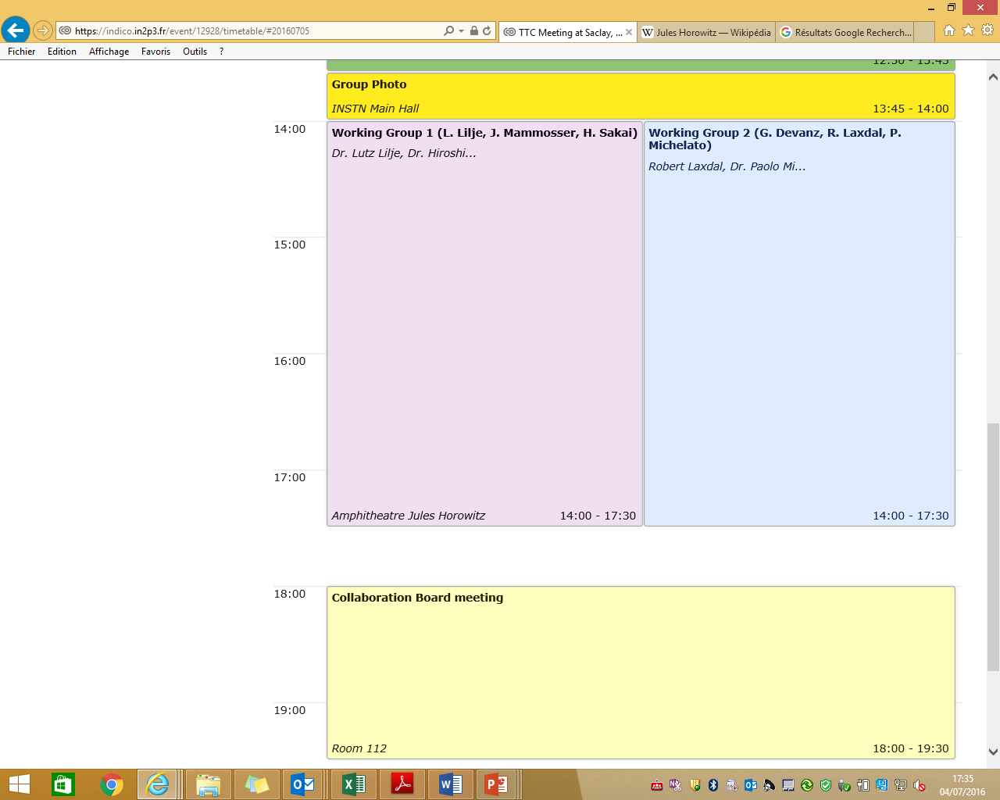 https://indico.in2p3.fr/event/12928/timetable/#20160705
TTC Meeting at Saclay, ...
Jules Horowitz — Wikipédia
Résultats Google Recherch...
Fichier Edition Affichage Favoris Outils ?
12:30 - 13:45
Group Photo
INSTN Main Hall 13:45 - 14:00
14:00
Working Group 1 (L. Lilje, J. Mammosser, H. Sakai)
Dr. Lutz Lilje, Dr. Hiroshi...
Working Group 2 (G. Devanz, R. Laxdal, P.
Michelato)
Robert Laxdal, Dr. Paolo Mi...
15:00
16:00
17:00
Amphitheatre Jules Horowitz 14:00 - 17:30
14:00 - 17:30
18:00
Collaboration Board meeting
19:00
Room 112 18:00 - 19:30
17:35
04/07/2016